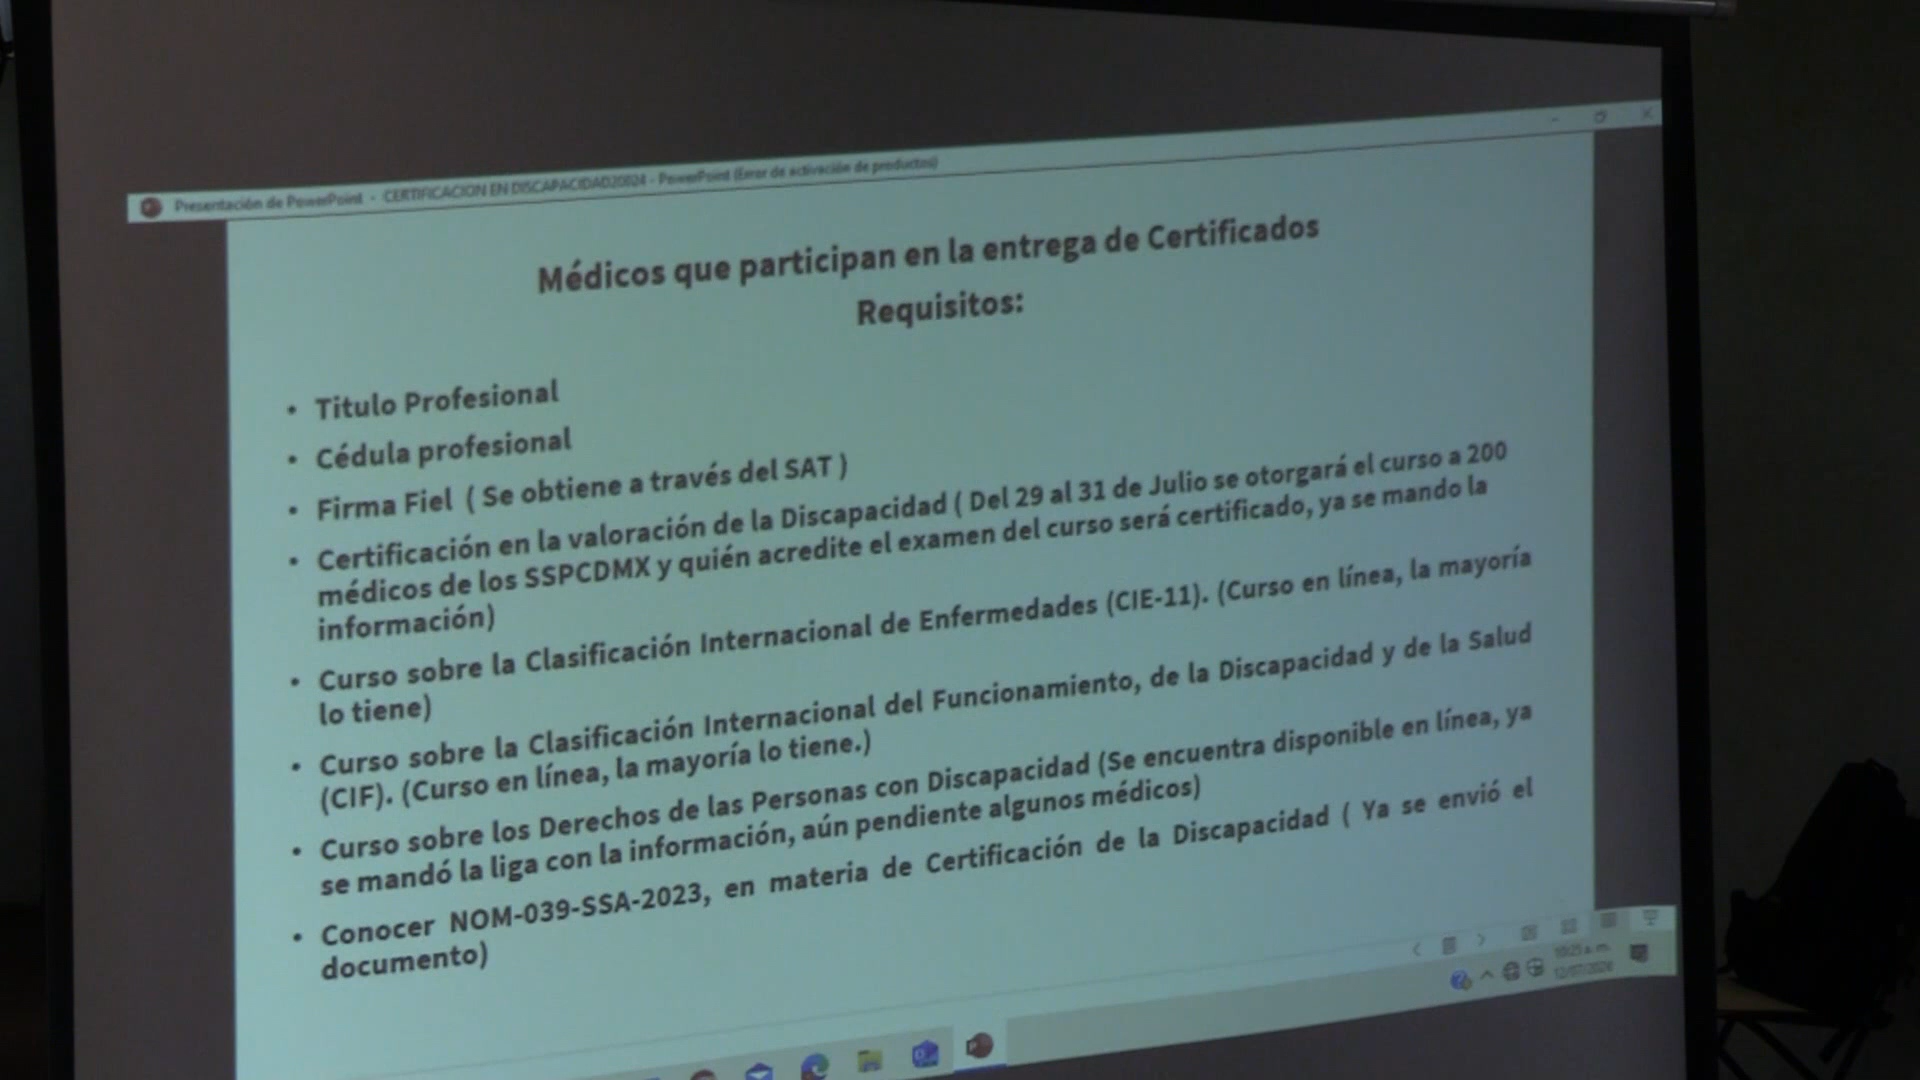 Presentación de PowerPoint - CERTIFICACION EN DISCAPACIDAD20024 - PowerPoint (Error de activación de productos)
Médicos que participan en la entrega de Certificados
Requisitos:
• Titulo Profesional
• Cédula profesional
• Firma Fiel ( Se obtiene a través del SAT )
• Certificación en la valoración de la Discapacidad ( Del 29 al 31 de Julio se otorgará el curso a 200
médicos de los SSPCDMX y quién acredite el examen del curso será certificado, ya se mando la
información)
• Curso sobre la Clasificación Internacional de Enfermedades (CIE-11). (Curso en línea, la mayoría
lo tiene)
• Curso sobre la Clasificación Internacional del Funcionamiento, de la Discapacidad y de la Salud
(CIF). (Curso en línea, la mayoría lo tiene.)
• Curso sobre los Derechos de las Personas con Discapacidad (Se encuentra disponible en línea, ya
se mandó la liga con la información, aún pendiente algunos médicos)
• Conocer NOM-039-SSA-2023, en materia de Certificación de la Discapacidad ( Ya se envió el
documento)